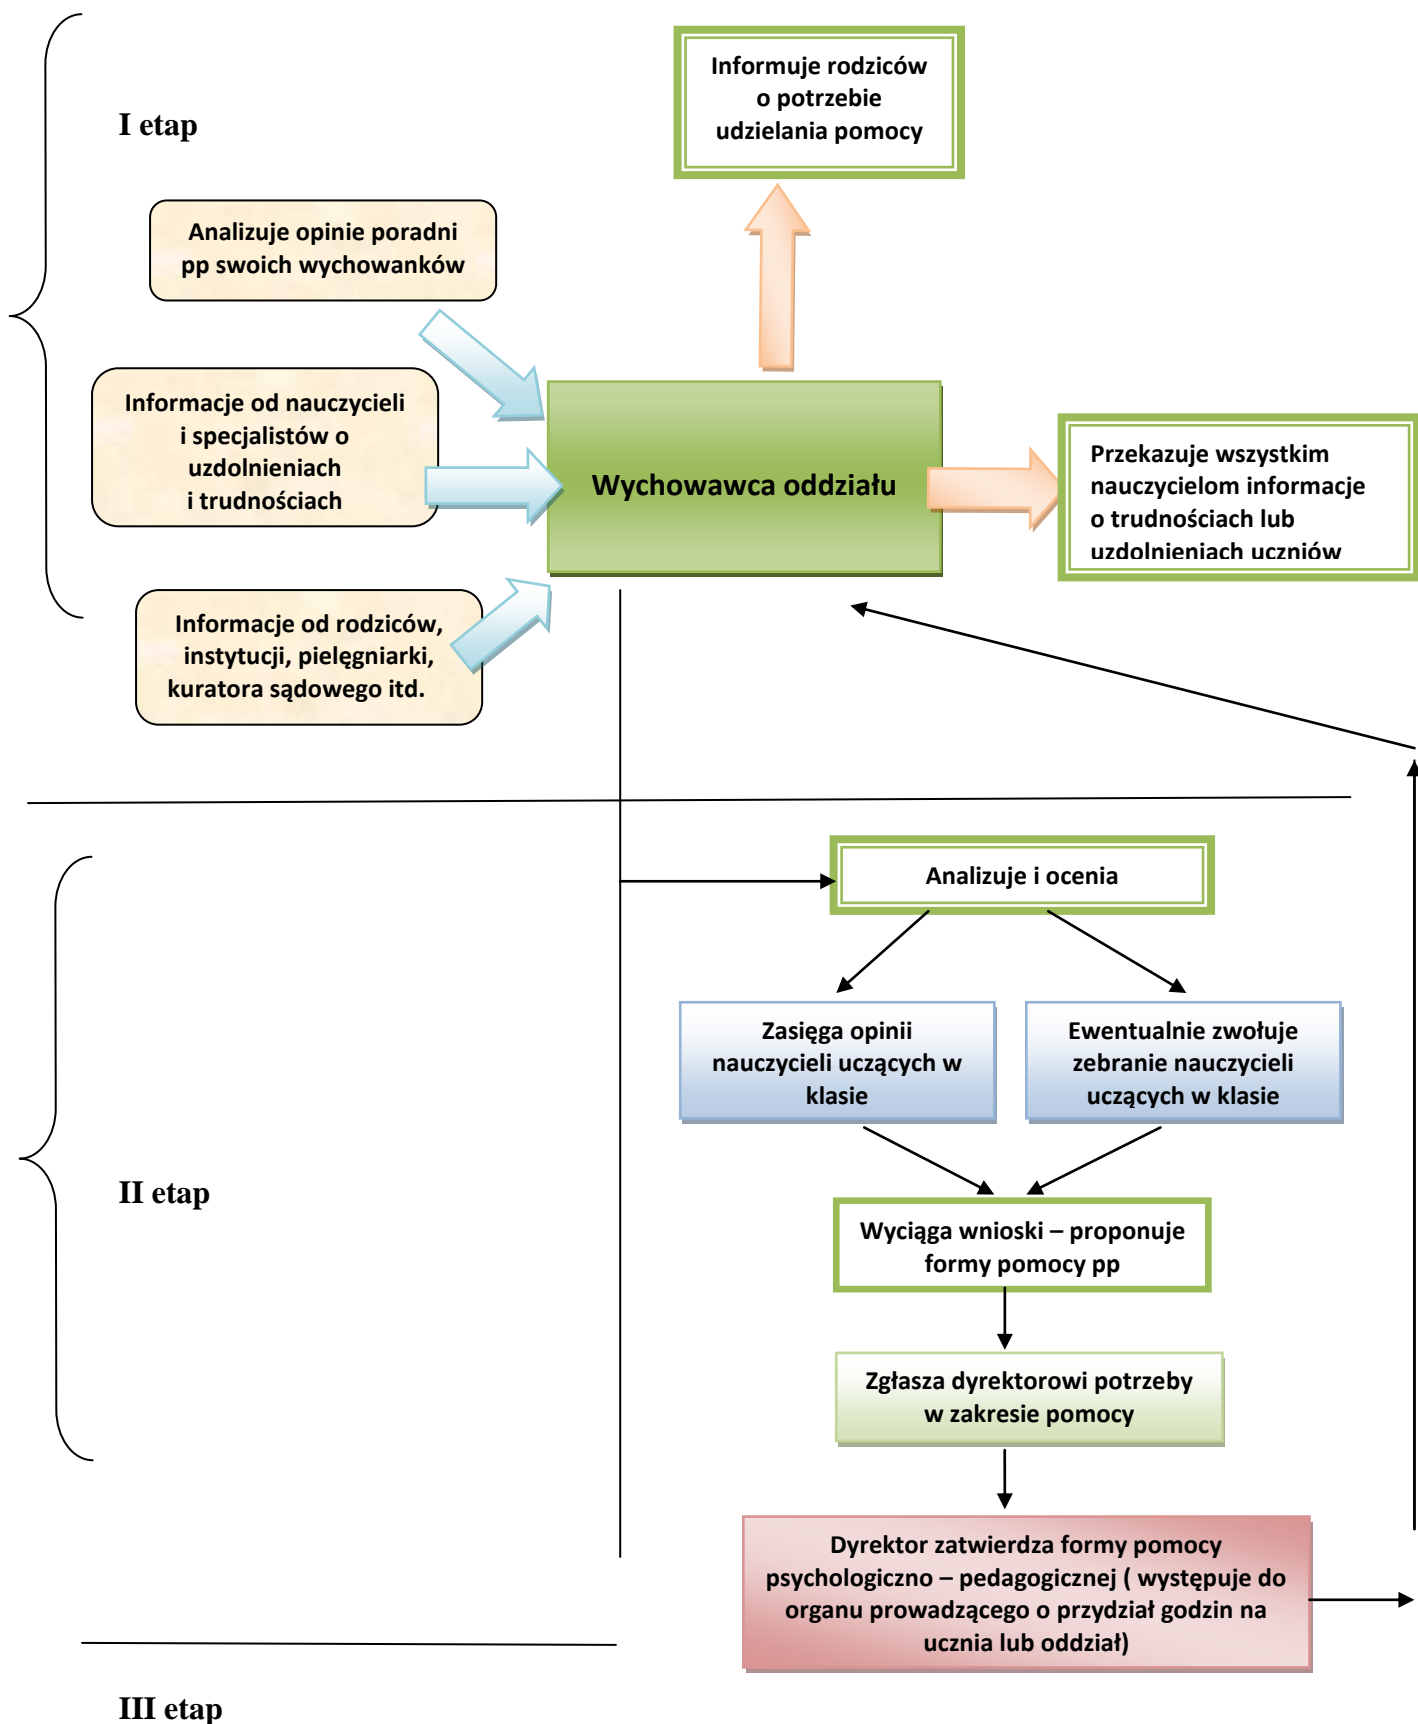 Informuje rodziców
o potrzebie
udzielania pomocy
I etap
Analizuje opinie poradni
pp swoich wychowanków
Informacje od nauczycieli
i specjalistów o
uzdolnieniach
i trudnościach
Wychowawca oddziału
Przekazuje wszystkim
nauczycielom informacje
o trudnościach lub
uzdolnieniach uczniów
Informacje od rodziców,
instytucji, pielęgniarki,
kuratora sądowego itd.
Analizuje i ocenia
Zasięga opinii
nauczycieli uczących w
klasie
Ewentualnie zwołuje
zebranie nauczycieli
uczących w klasie
II etap
Wyciąga wnioski – proponuje
formy pomocy pp
Zgłasza dyrektorowi potrzeby
w zakresie pomocy
Dyrektor zatwierdza formy pomocy
psychologiczno – pedagogicznej ( występuje do
organu prowadzącego o przydział godzin na
ucznia lub oddział)
III etap